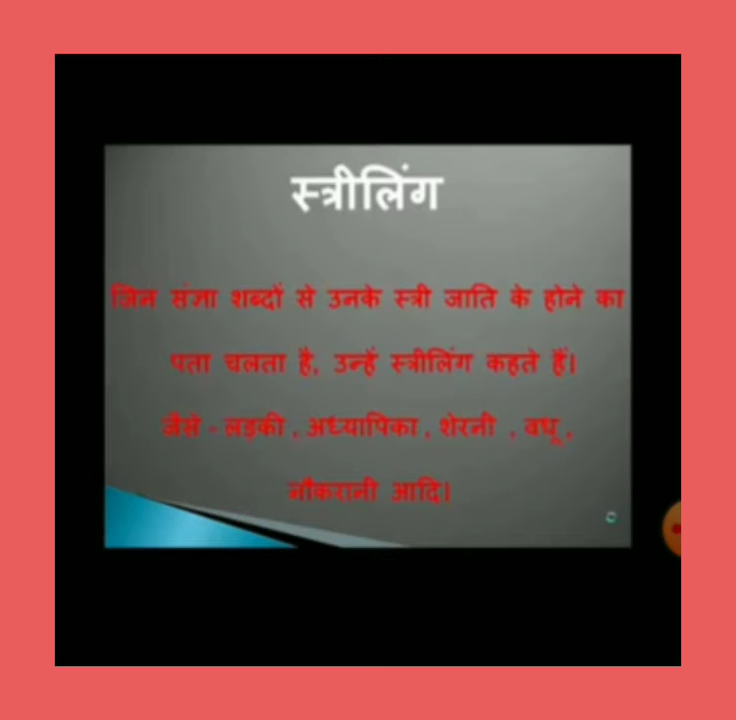 स्त्रीलिंग
जिन संज्ञा शब्दों से उनके स्त्री जाति के होने का
पता चलता है, उन्हें स्त्रीलिंग कहते हैं।
जैसे - लड़की , अध्यापिका , शेरनी , वधू ,
नौकरानी आदि।